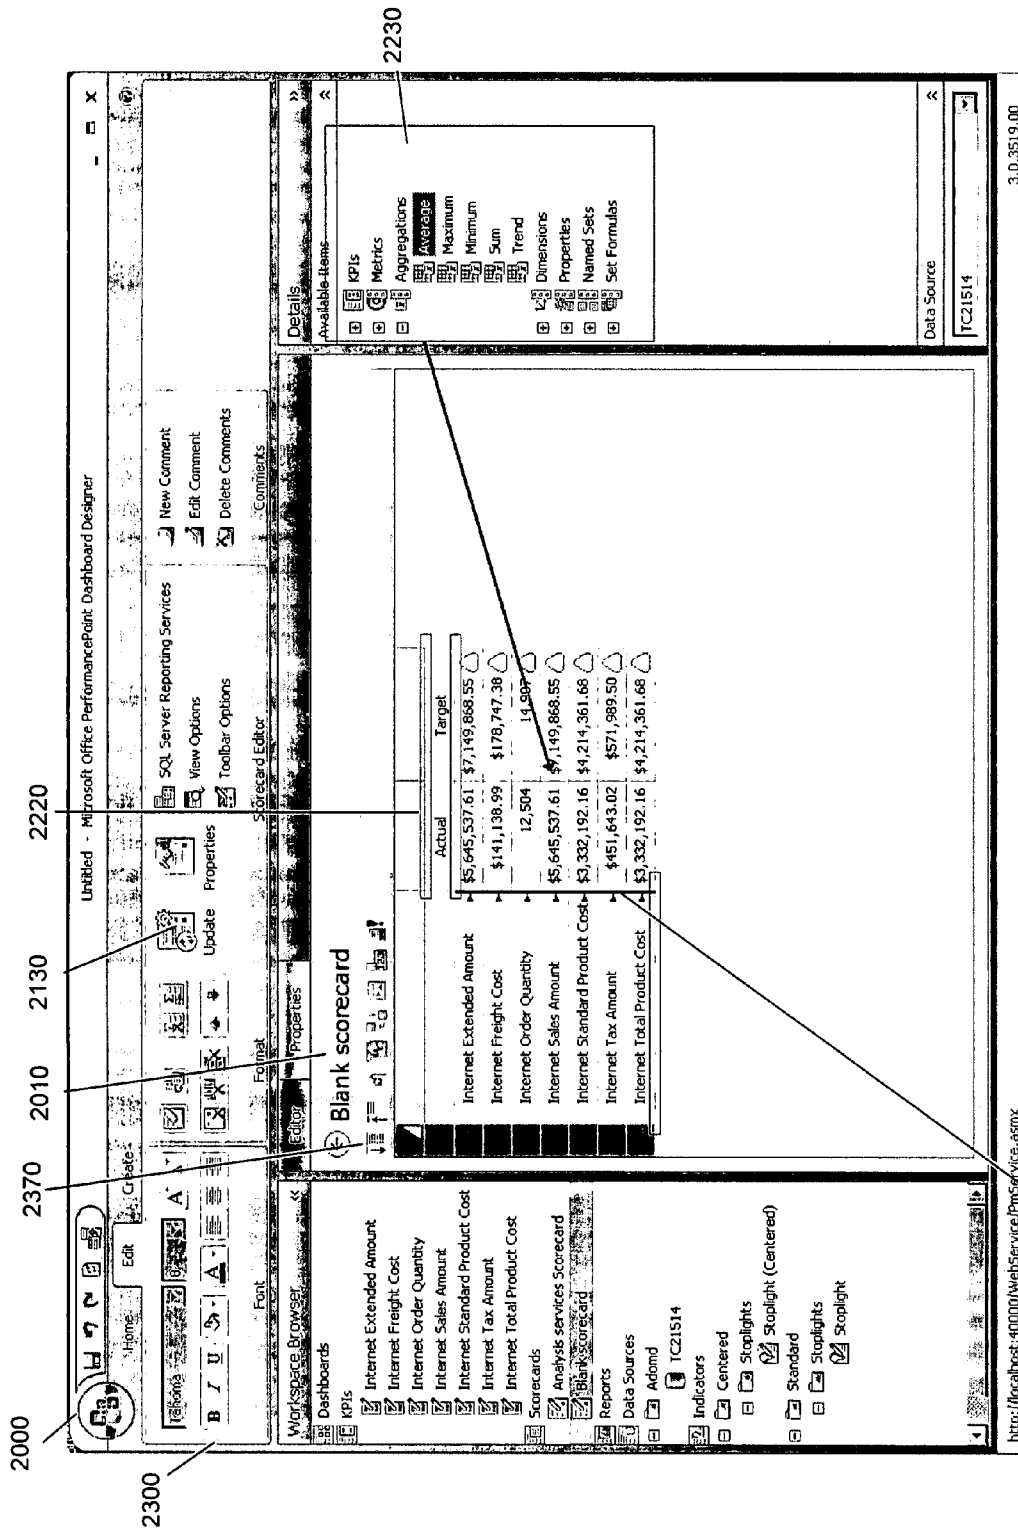 2000
2300
2370
2010
2130
2220
2230
Untitled - Microsoft Office PerformancePoint Dashboard Designer
Home
Edit
Create
Tahoma
B I U
A
Font
Format
Update
Properties
SQL Server Reporting Services
View Options
Toolbar Options
Scorecard Editor
New Comment
Edit Comment
Delete Comments
Comments
Workspace Browser
Dashboards
KPIs
Internet Extended Amount
Internet Freight Cost
Internet Order Quantity
Internet Sales Amount
Internet Standard Product Cost
Internet Tax Amount
Internet Total Product Cost
Scorecards
Analysis services Scorecard
Blank scorecard
Reports
Data Sources
Adomd
TC21514
Indicators
Centered
Stoplights
Stoplight (Centered)
Standard
Stoplights
Stoplight
Editor
Properties
Blank scorecard
Actual Target
Internet Extended Amount $5,645,537.61 $7,149,868.55
Internet Freight Cost $141,138.99 $178,747.38
Internet Order Quantity 12,504
Internet Sales Amount $5,645,537.61 $7,149,868.55
Internet Standard Product Cost $3,332,192.16 $4,214,361.68
Internet Tax Amount $451,643.02 $571,989.50
Internet Total Product Cost $3,332,192.16 $4,214,361.68
Details
Available Items
KPIs
Metrics
Aggregations
Average
Maximum
Minimum
Sum
Trend
Dimensions
Properties
Named Sets
Set Formulas
Data Source
TC21514
http://localhost:40000/WebService/PmService.asmx
3.0.3519.00